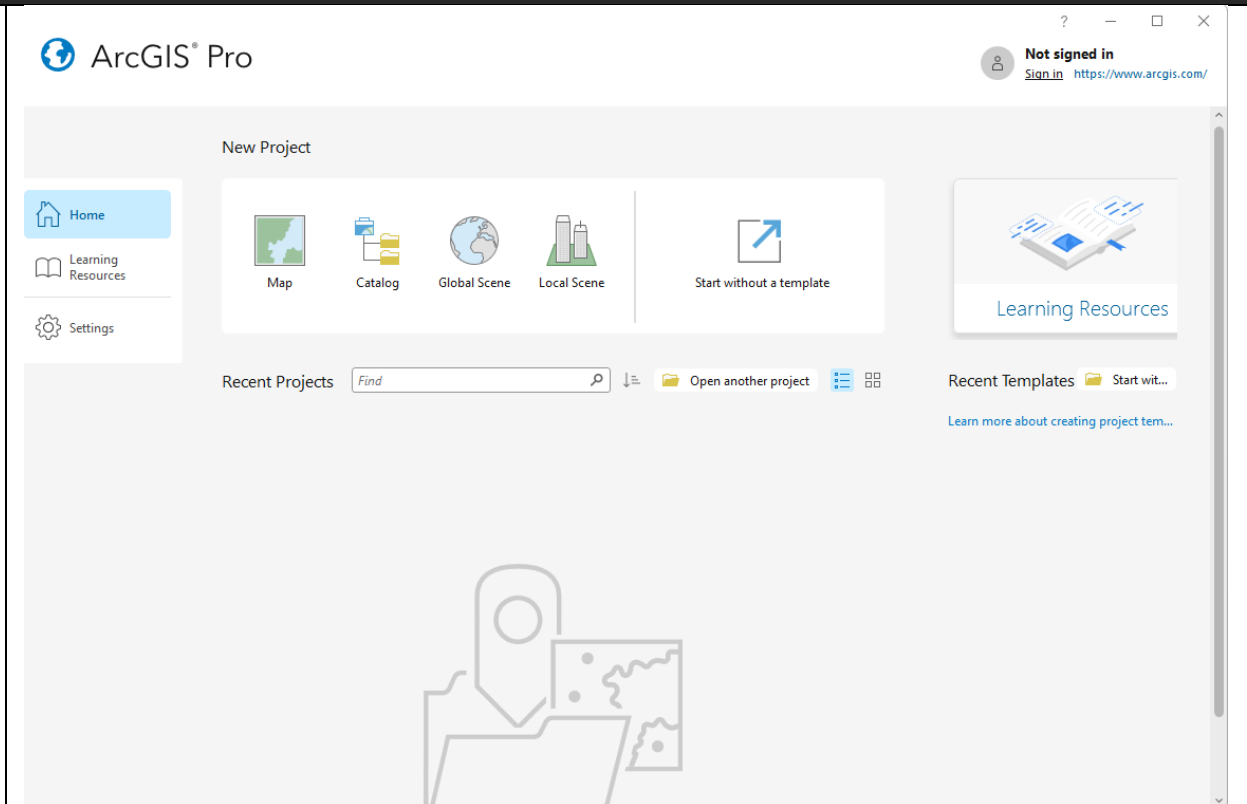 ?
ArcGIS® Pro
Not signed in
Sign in https://www.arcgis.com/
New Project
Home
Learning
Resources
Settings
Map Catalog Global Scene Local Scene Start without a template
Learning Resources
Recent Projects Find Open another project Recent Templates Start wit...
Learn more about creating project tem...